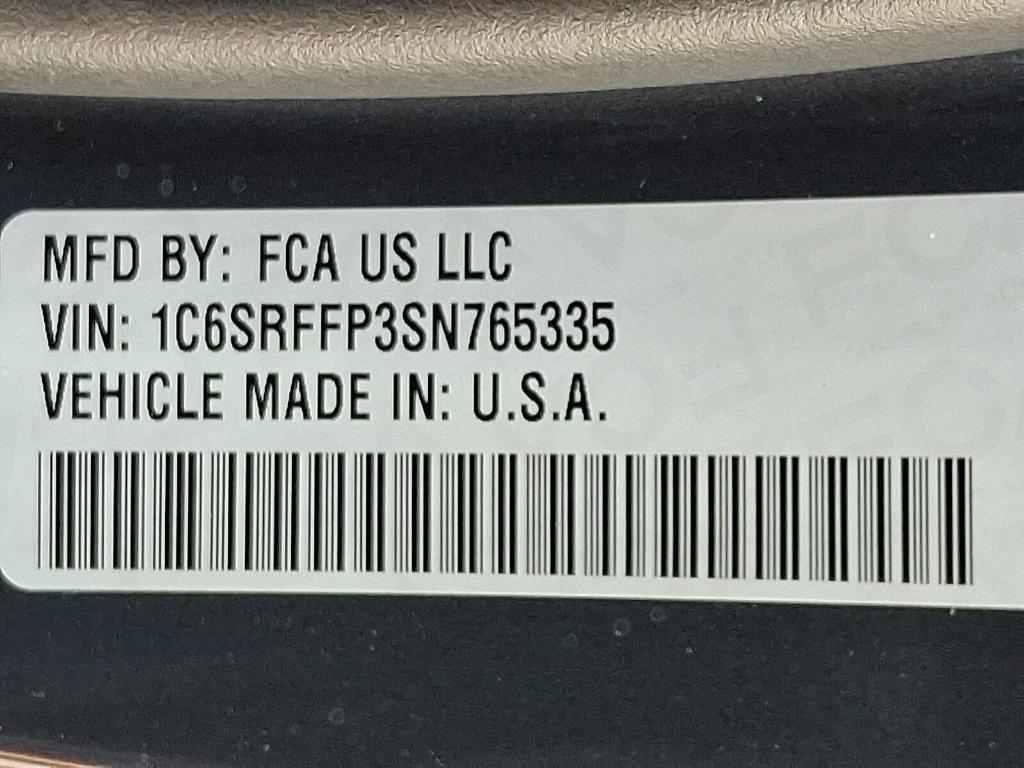 MFD BY: FCA US LLC
VIN: 1C6SRFFP3SN765335
VEHICLE MADE IN: U.S.A.